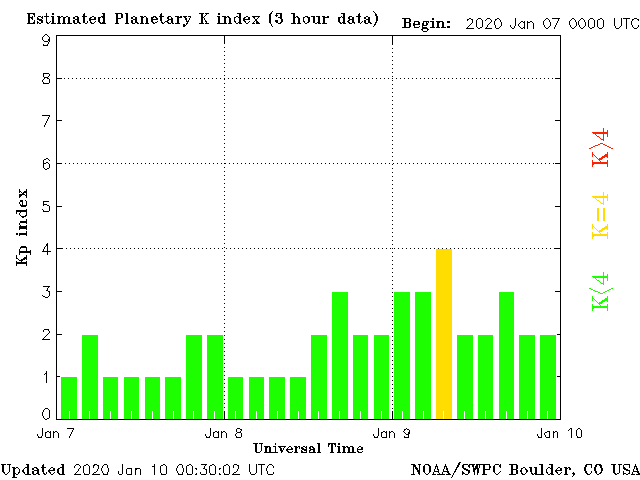 Estimated Planetary K index (3 hour data) Begin: 2020 Jan 07 0000 UTC
9
8
7
6
5
4
3
2
1
0
Kp index
K>4
K=4
K<4
Jan 7 Jan 8 Jan 9 Jan 10
Universal Time
Updated 2020 Jan 10 00:30:02 UTC NOAA/SWPC Boulder, CO USA